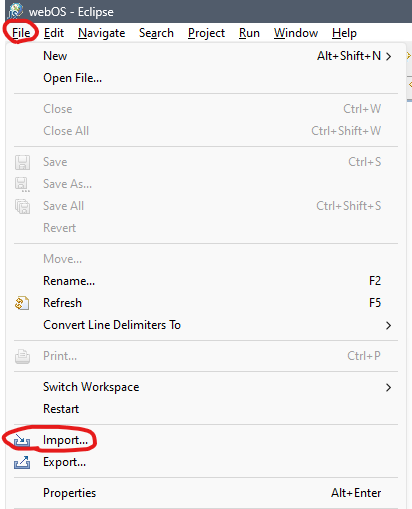 webOS - Eclipse
File Edit Navigate Search Project Run Window Help
New Alt+Shift+N
Open File...
Close Ctrl+W
Close All Ctrl+Shift+W
Save Ctrl+S
Save As...
Save All Ctrl+Shift+S
Revert
Move...
Rename... F2
Refresh F5
Convert Line Delimiters To
Print... Ctrl+P
Switch Workspace
Restart
Import...
Export...
Properties Alt+Enter